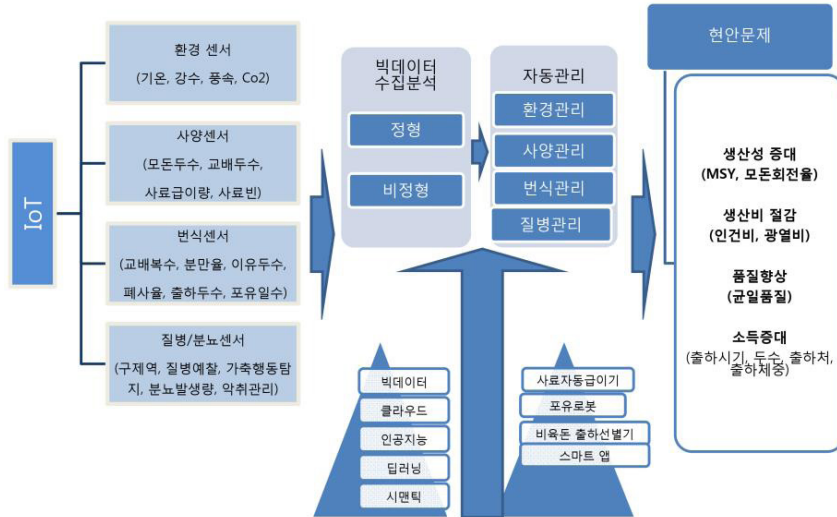 IoT
환경 센서
(기온, 강수, 풍속, Co2)
사양센서
(모돈두수, 교배두수,
사료급이량, 사료빈)
번식센서
(교배복수, 분만율, 이유두수,
폐사율, 출하두수, 포유일수)
질병/분뇨센서
(구제역, 질병예찰, 가축행동탐
지, 분뇨발생량, 악취관리)
빅데이터
수집분석
정형
비정형
자동관리
환경관리
사양관리
번식관리
질병관리
빅데이터
클라우드
인공지능
딥러닝
시맨틱
사료자동급이기
포유로봇
비육돈 출하선별기
스마트 앱
현안문제
생산성 증대
(MSY, 모돈회전율)
생산비 절감
(인건비, 광열비)
품질향상
(균일품질)
소득증대
(출하시기, 두수, 출하처,
출하체중)